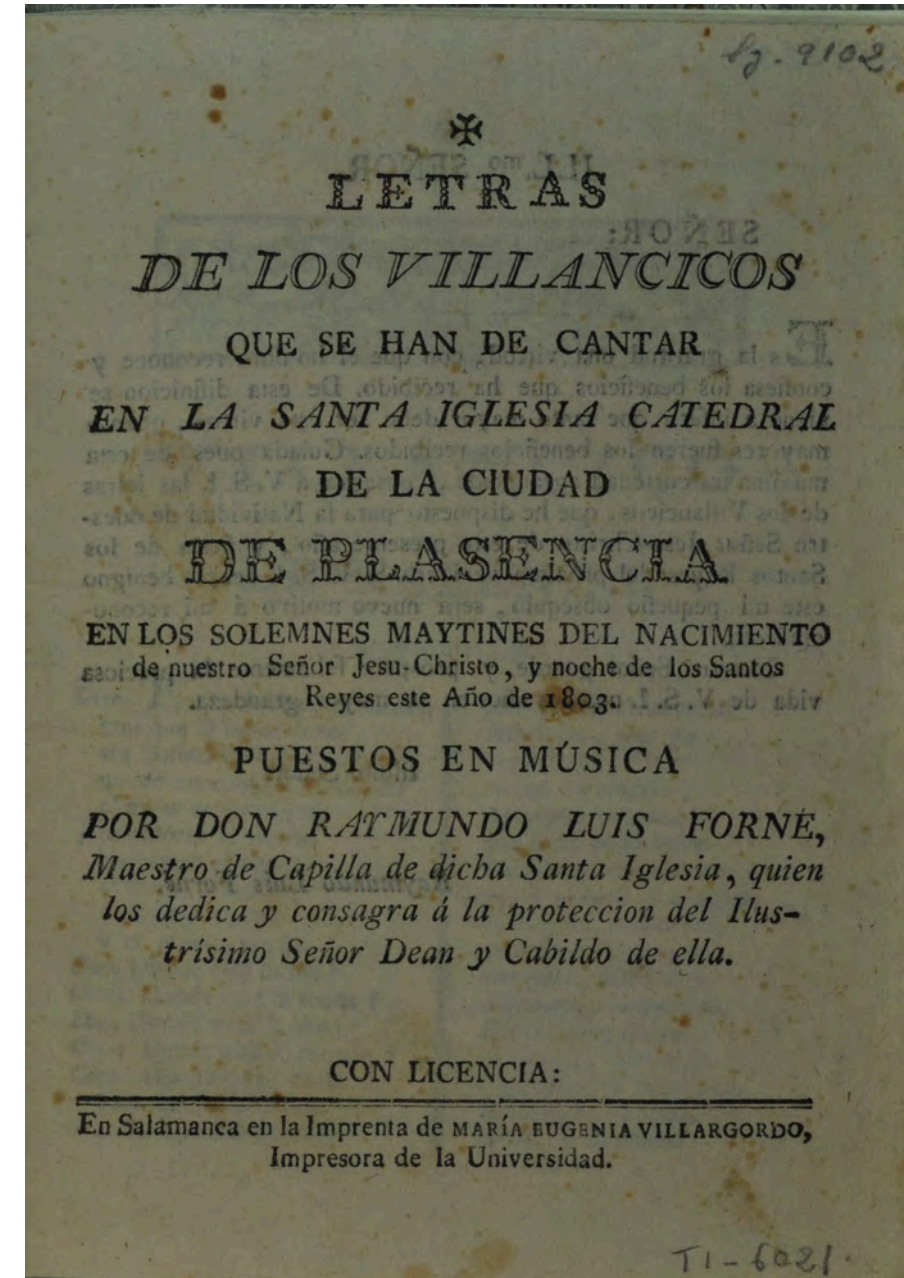 Sg. 9102
✠
LETRAS
DE LOS VILLANCICOS
QUE SE HAN DE CANTAR
EN LA SANTA IGLESIA CATEDRAL
DE LA CIUDAD
DE PLASENCIA
EN LOS SOLEMNES MAYTINES DEL NACIMIENTO
de nuestro Señor Jesu-Christo, y noche de los Santos
Reyes este Año de 1803.
PUESTOS EN MÚSICA
POR DON RAYMUNDO LUIS FORNÉ,
Maestro de Capilla de dicha Santa Iglesia, quien
los dedica y consagra á la proteccion del Ilus-
trísimo Señor Dean y Cabildo de ella.
CON LICENCIA:
En Salamanca en la Imprenta de MARÍA EUGENIA VILLARGORDO,
Impresora de la Universidad.
TI-6021.